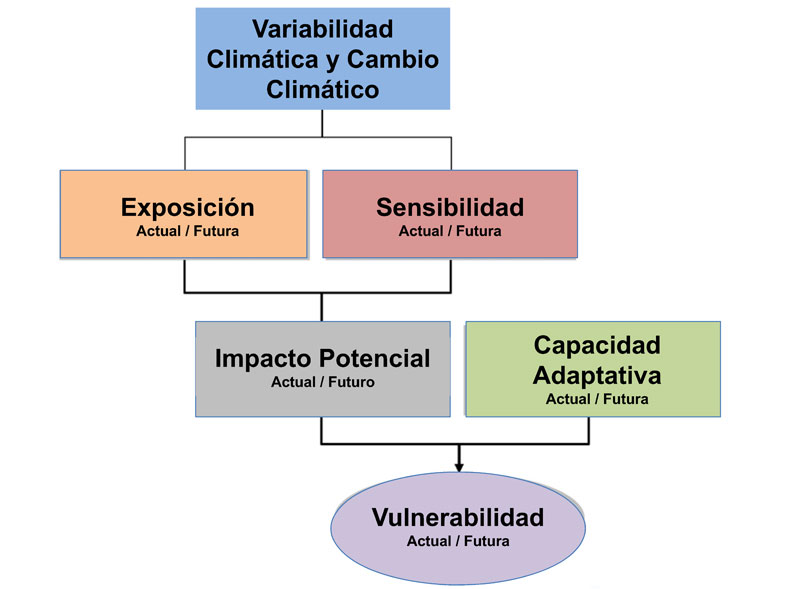 Variabilidad
Climática y Cambio
Climático
Exposición
Actual / Futura
Sensibilidad
Actual / Futura
Impacto Potencial
Actual / Futuro
Capacidad
Adaptativa
Actual / Futura
Vulnerabilidad
Actual / Futura